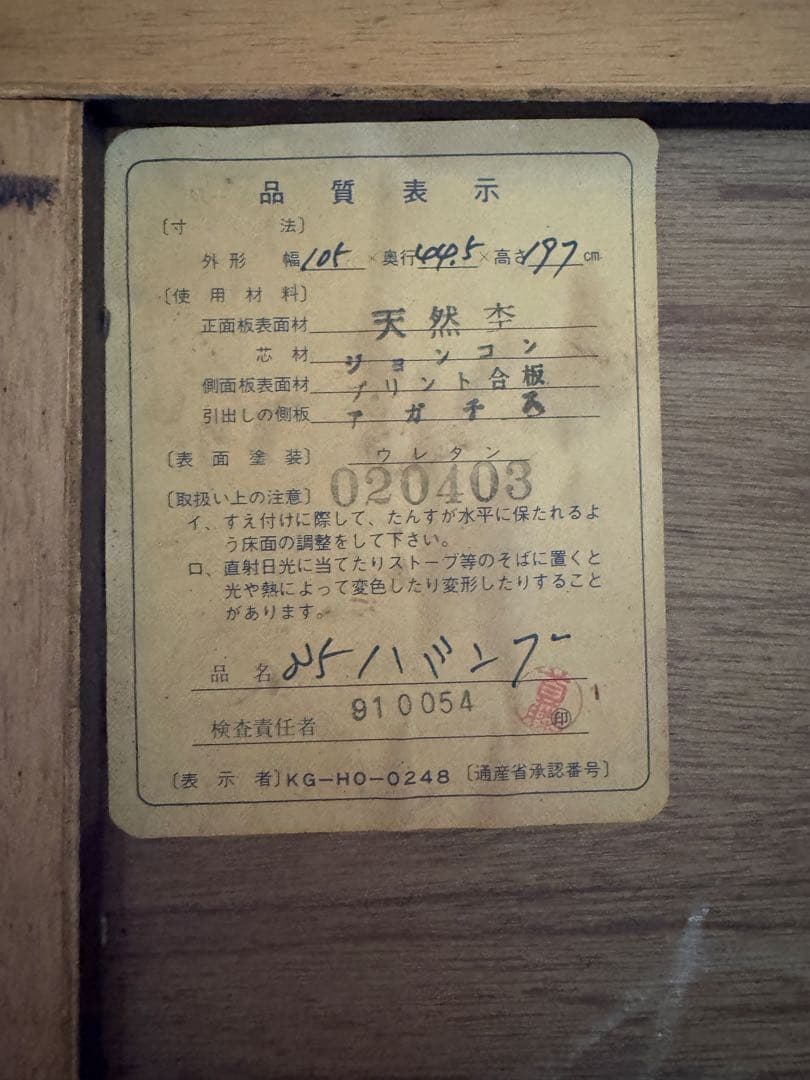 品質表示
〔寸法〕
外形 幅105×奥行44.5×高さ197cm
〔使用材料〕
正面板表面材 天然杢
芯材 ジョンコン
側面板表面材 プリント合板
引出しの側板 アガチス
〔表面塗装〕 ウレタン
020403
〔取扱い上の注意〕
イ、すえ付けに際して、たんすが水平に保たれるよ
う床面の調整をして下さい。
ロ、直射日光に当てたりストーブ等のそばに置くと
光や熱によって変色したり変形したりすること
があります。
品名 25バンブー
検査責任者 910054 印
〔表示者〕KG-HO-0248〔通産省承認番号〕